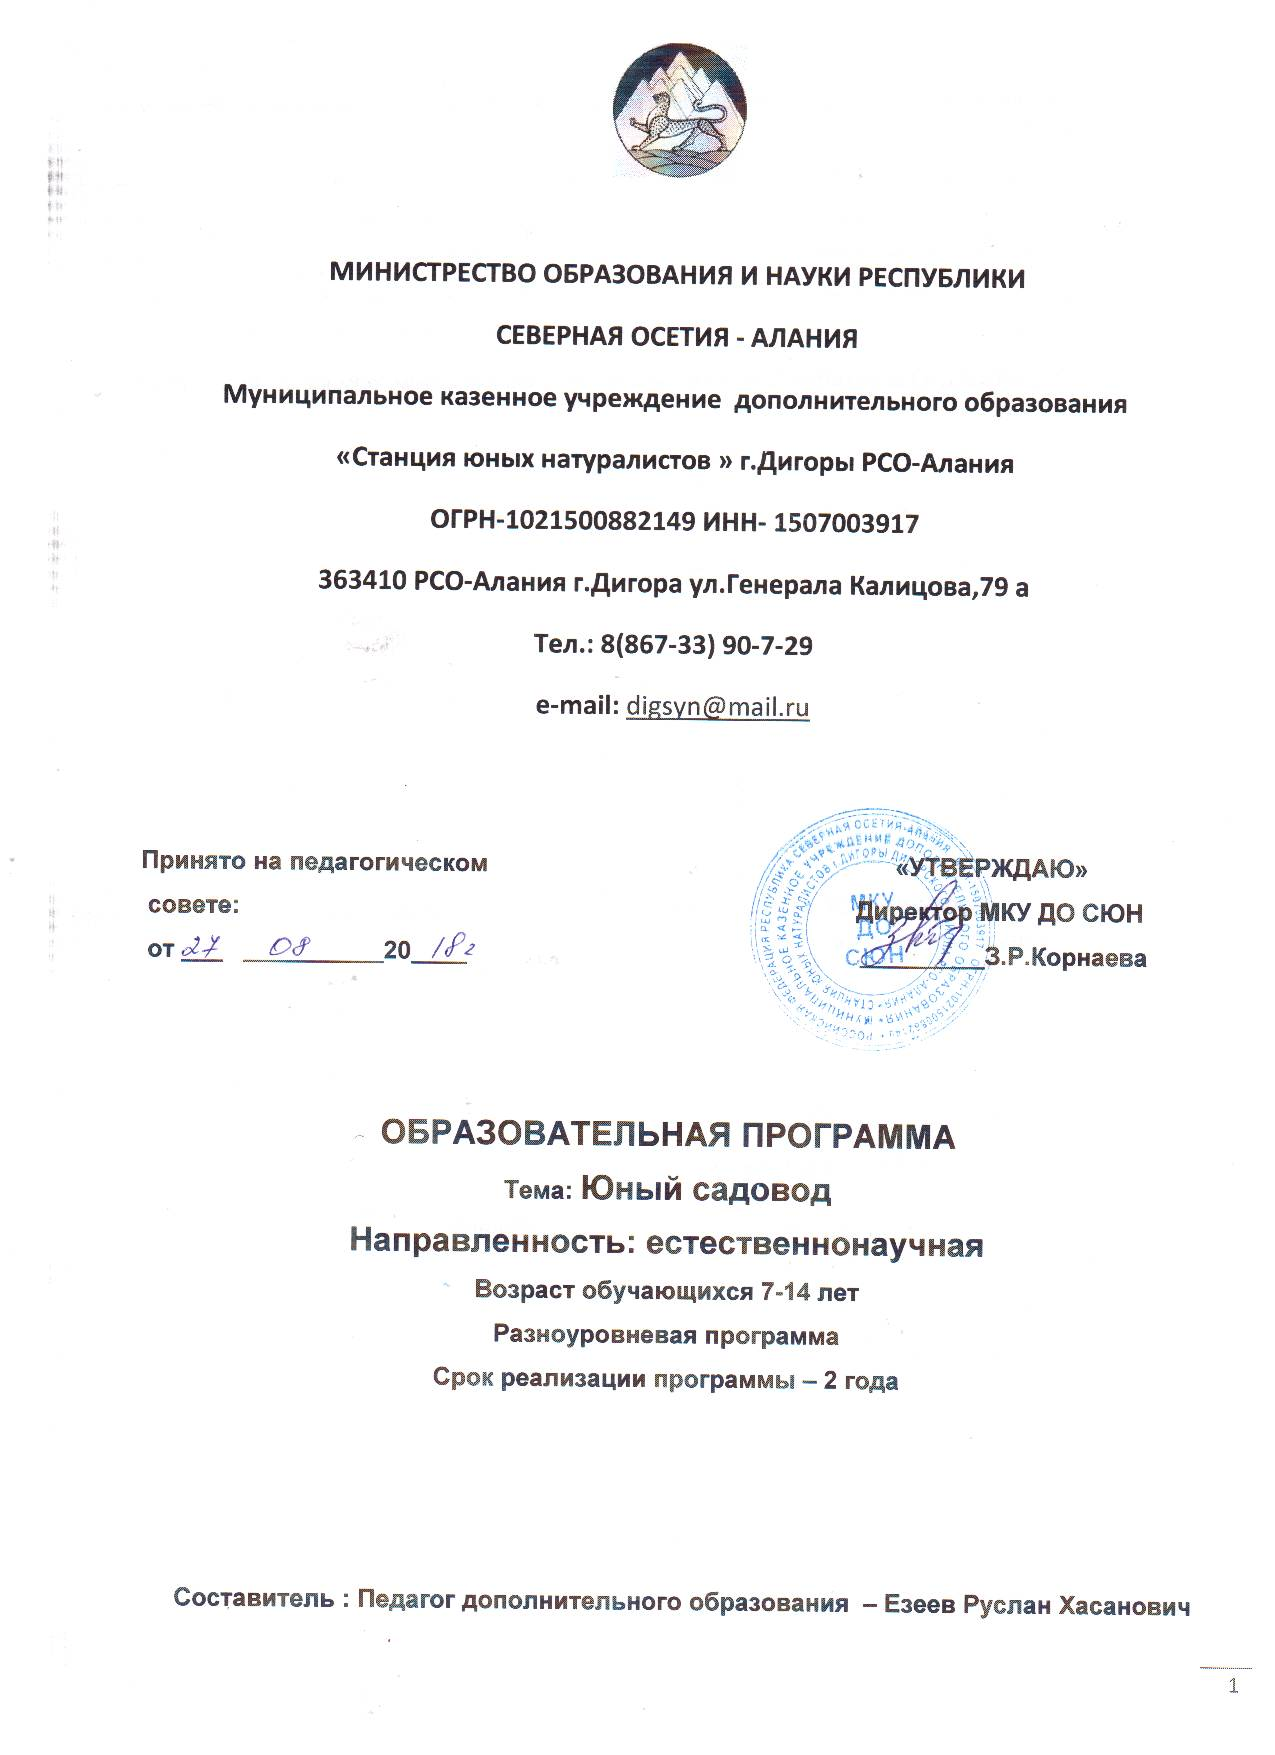 МИНИСТРЕСТВО ОБРАЗОВАНИЯ И НАУКИ РЕСПУБЛИКИ
СЕВЕРНАЯ ОСЕТИЯ - АЛАНИЯ
Муниципальное казенное учреждение дополнительного образования
«Станция юных натуралистов » г.Дигоры РСО-Алания
ОГРН-1021500882149 ИНН- 1507003917
363410 РСО-Алания г.Дигора ул.Генерала Калицова,79 а
Тел.: 8(867-33) 90-7-29
e-mail: digsyn@mail.ru
Принято на педагогическом
совете:
от 27 08 20 18г
«УТВЕРЖДАЮ»
Директор МКУ ДО СЮН
З.Р.Корнаева
МКУ
ДО
СЮН
ОБРАЗОВАТЕЛЬНАЯ ПРОГРАММА
Тема: Юный садовод
Направленность: естественнонаучная
Возраст обучающихся 7-14 лет
Разноуровневая программа
Срок реализации программы – 2 года
Составитель : Педагог дополнительного образования – Езеев Руслан Хасанович
1